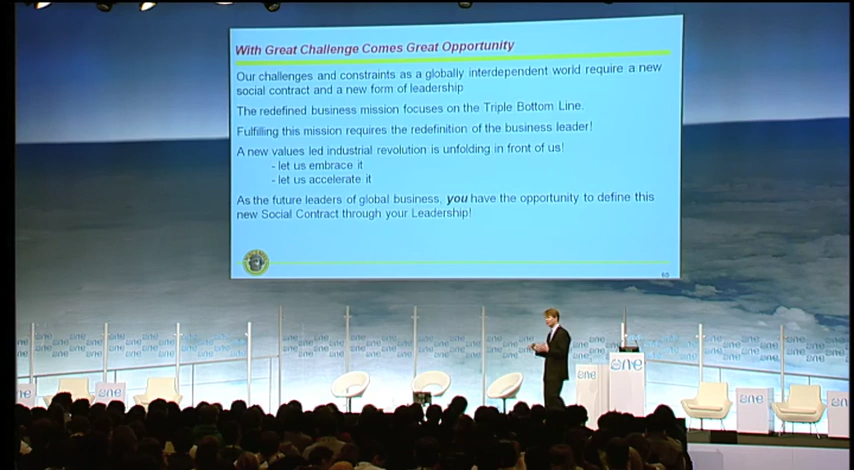 With Great Challenge Comes Great Opportunity
Our challenges and constraints as a globally interdependent world require a new
social contract and a new form of leadership
The redefined business mission focuses on the Triple Bottom Line.
Fulfilling this mission requires the redefinition of the business leader!
A new values led industrial revolution is unfolding in front of us!
- let us embrace it
- let us accelerate it
As the future leaders of global business, you have the opportunity to define this
new Social Contract through your Leadership!
65
one
one
one
one